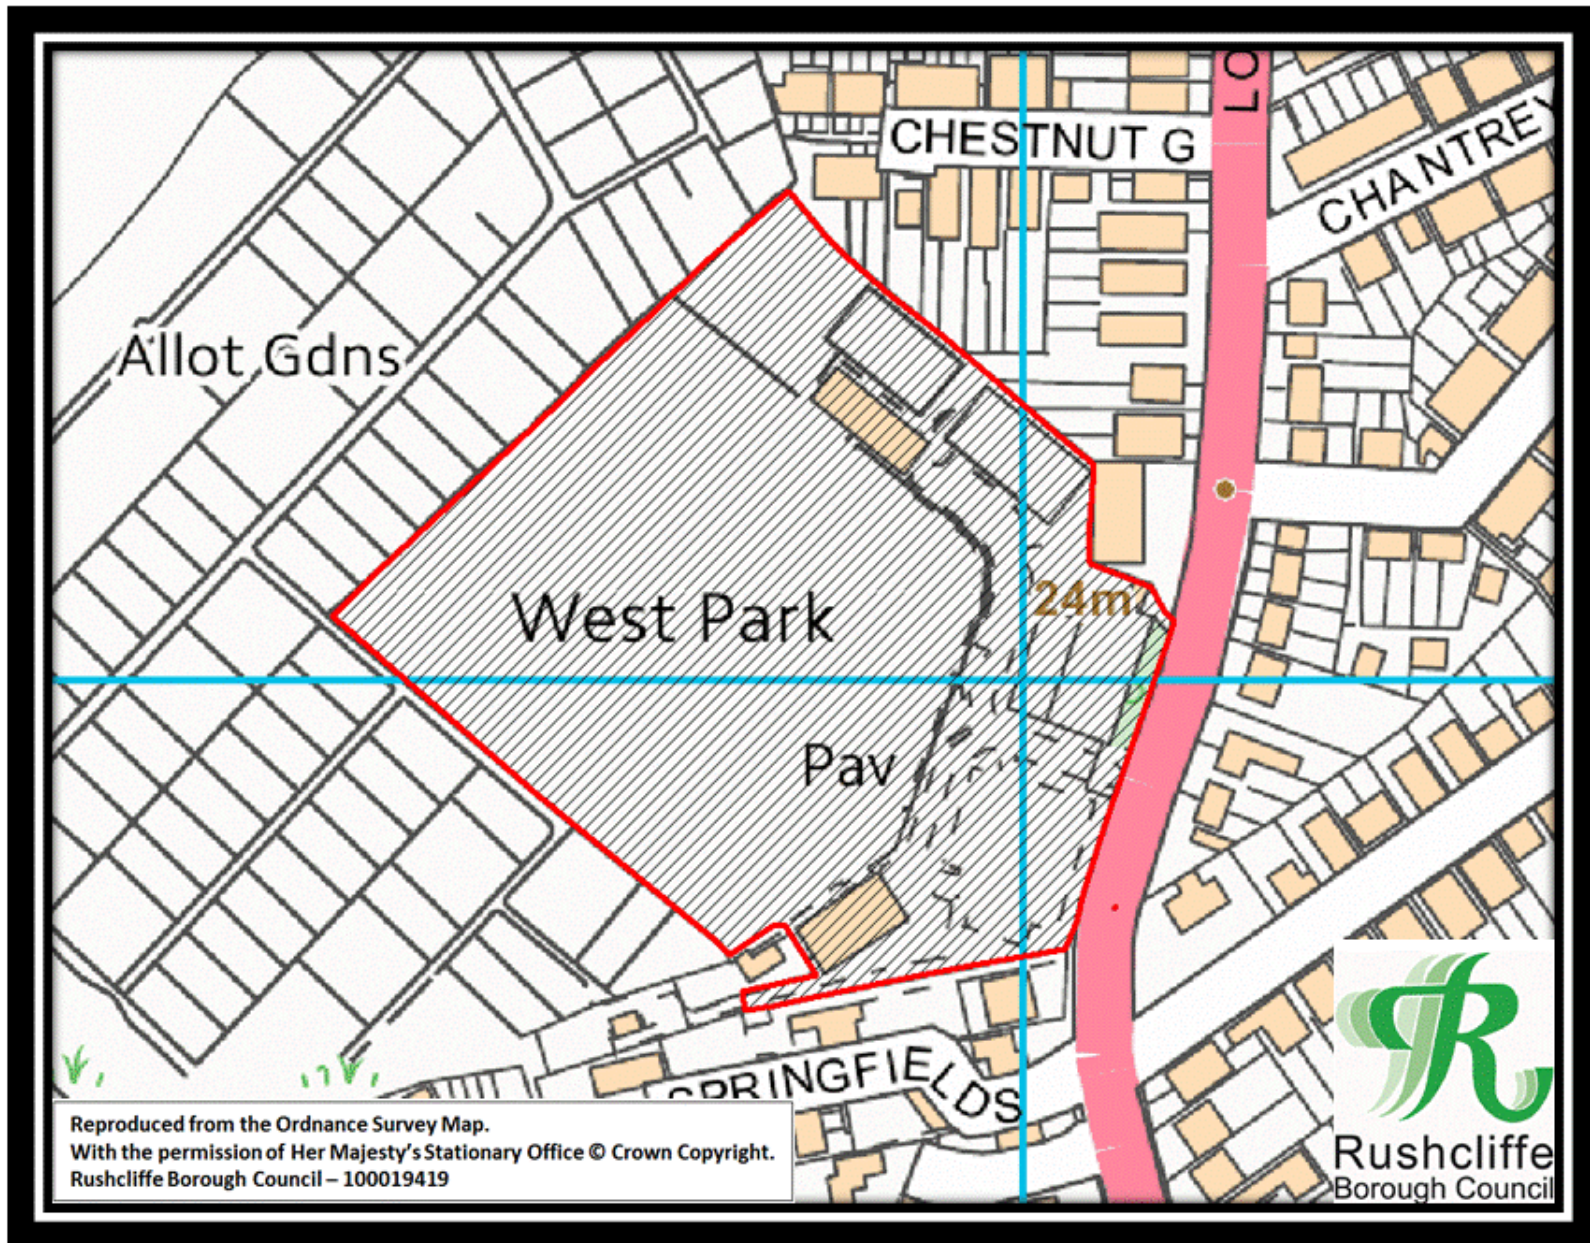 LO
CHESTNUT G
CHANTREY
Allot Gdns
24m
West Park
Pav
SPRINGFIELDS
Reproduced from the Ordnance Survey Map.
With the permission of Her Majesty's Stationary Office © Crown Copyright.
Rushcliffe Borough Council – 100019419
R
Rushcliffe
Borough Council